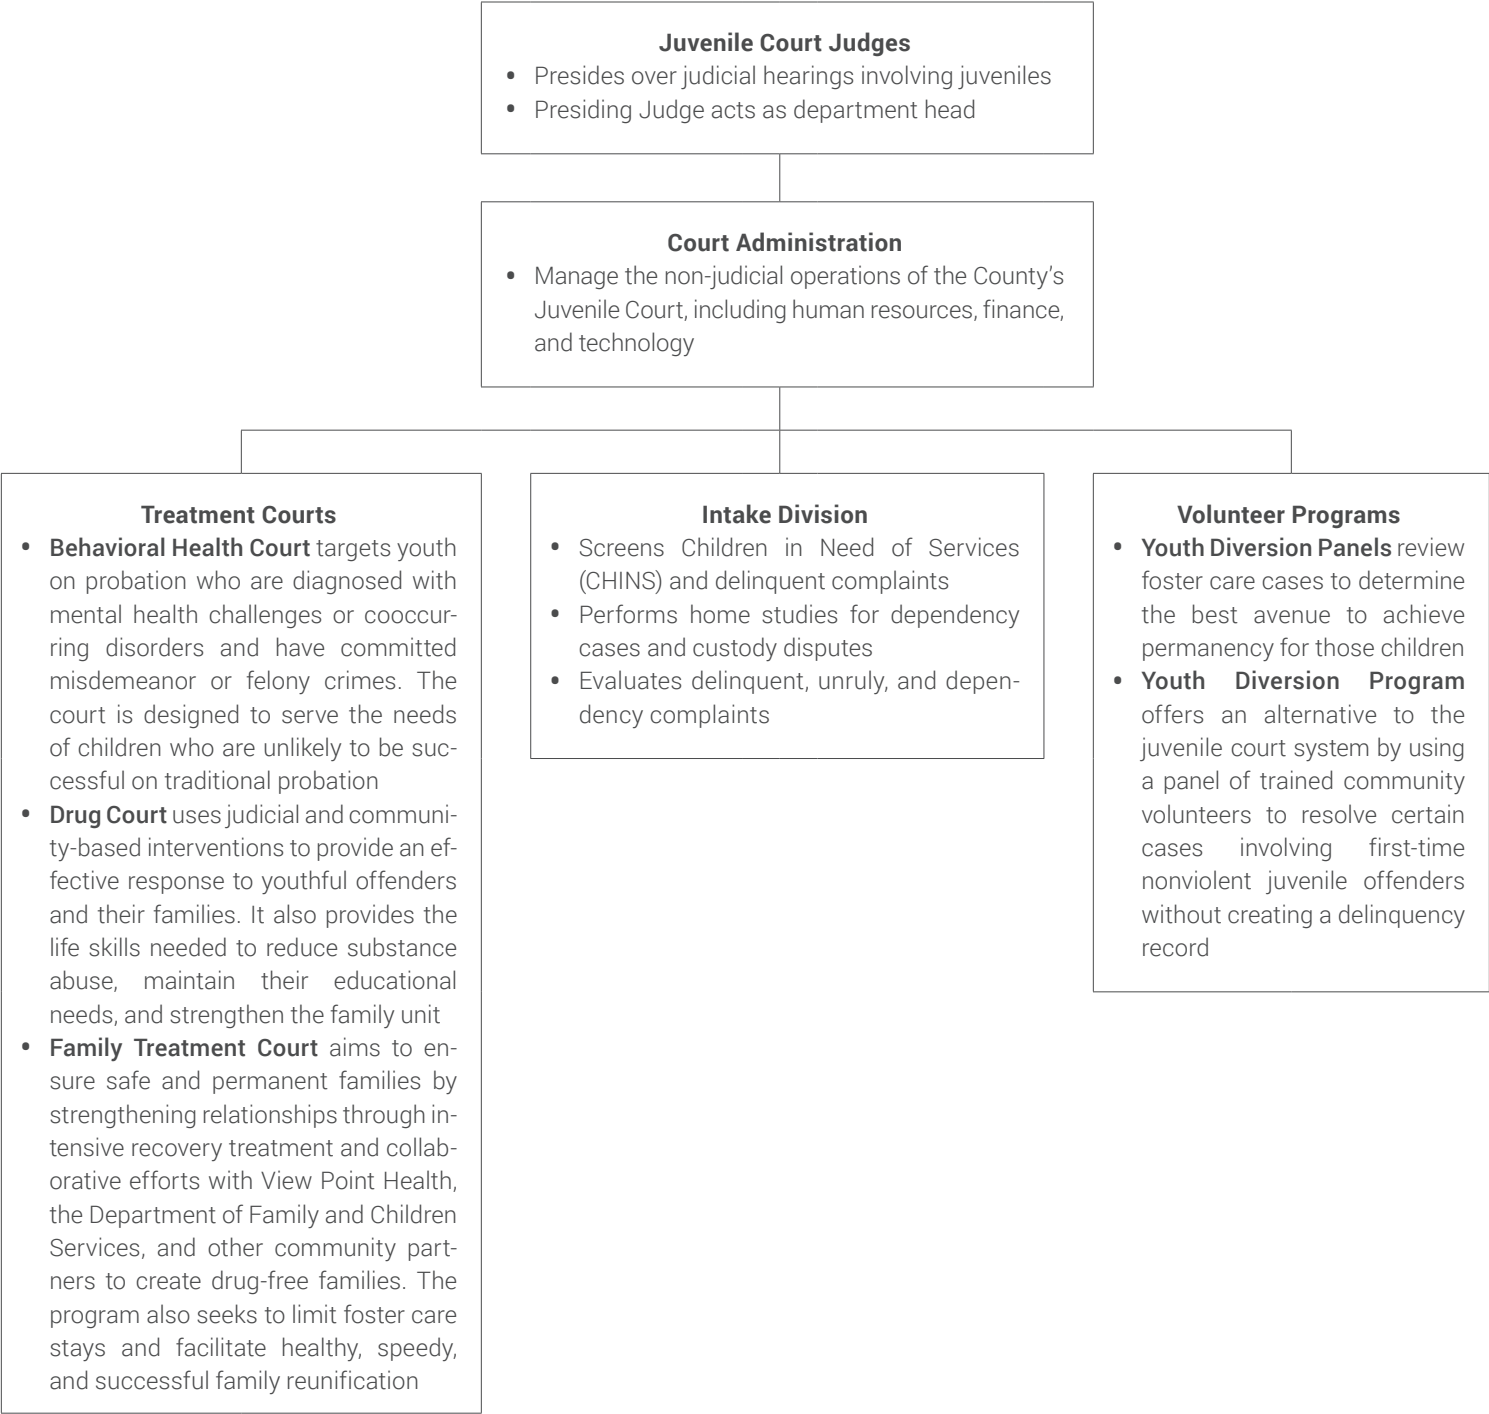 Juvenile Court Judges
• Presides over judicial hearings involving juveniles
• Presiding Judge acts as department head
Court Administration
• Manage the non-judicial operations of the County’s
Juvenile Court, including human resources, finance,
and technology
Treatment Courts
• Behavioral Health Court targets youth
on probation who are diagnosed with
mental health challenges or cooccur-
ring disorders and have committed
misdemeanor or felony crimes. The
court is designed to serve the needs
of children who are unlikely to be suc-
cessful on traditional probation
• Drug Court uses judicial and communi-
ty-based interventions to provide an ef-
fective response to youthful offenders
and their families. It also provides the
life skills needed to reduce substance
abuse, maintain their educational
needs, and strengthen the family unit
• Family Treatment Court aims to en-
sure safe and permanent families by
strengthening relationships through in-
tensive recovery treatment and collab-
orative efforts with View Point Health,
the Department of Family and Children
Services, and other community part-
ners to create drug-free families. The
program also seeks to limit foster care
stays and facilitate healthy, speedy,
and successful family reunification
Intake Division
• Screens Children in Need of Services
(CHINS) and delinquent complaints
• Performs home studies for dependency
cases and custody disputes
• Evaluates delinquent, unruly, and depen-
dency complaints
Volunteer Programs
• Youth Diversion Panels review
foster care cases to determine
the best avenue to achieve
permanency for those children
• Youth Diversion Program
offers an alternative to the
juvenile court system by using
a panel of trained community
volunteers to resolve certain
cases involving first-time
nonviolent juvenile offenders
without creating a delinquency
record